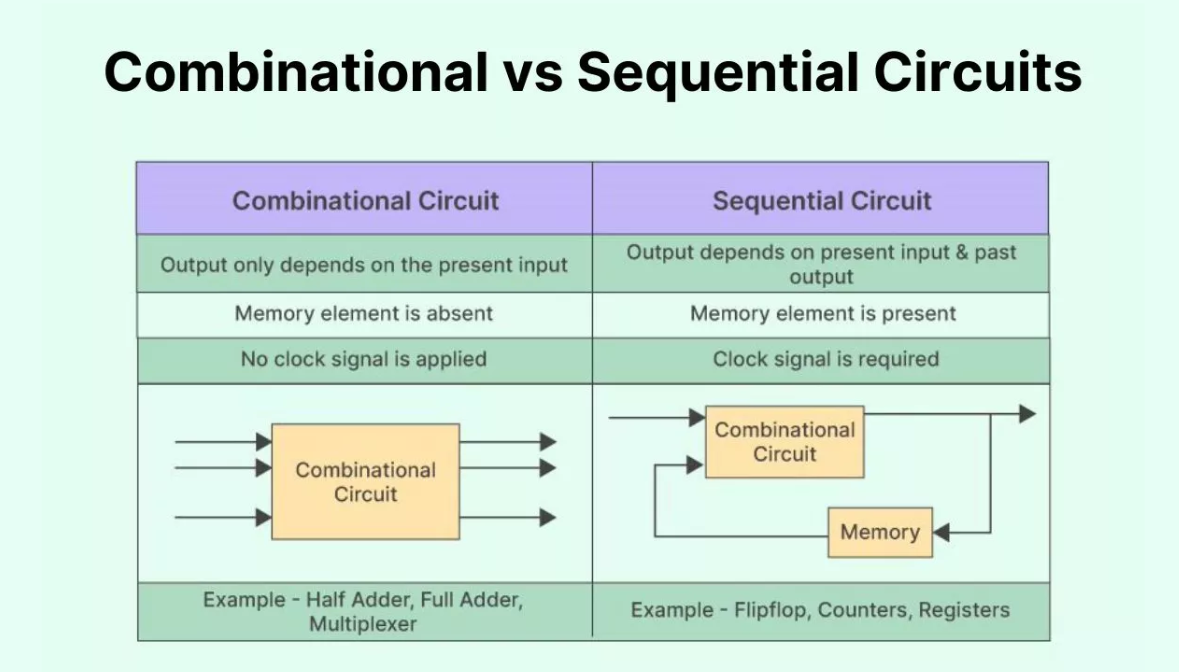 Combinational vs Sequential Circuits
Combinational Circuit
Sequential Circuit
Output only depends on the present input
Output depends on present input & past
output
Memory element is absent
Memory element is present
No clock signal is applied
Clock signal is required
Combinational
Circuit
Combinational
Circuit
Memory
Example - Half Adder, Full Adder,
Multiplexer
Example - Flipflop, Counters, Registers